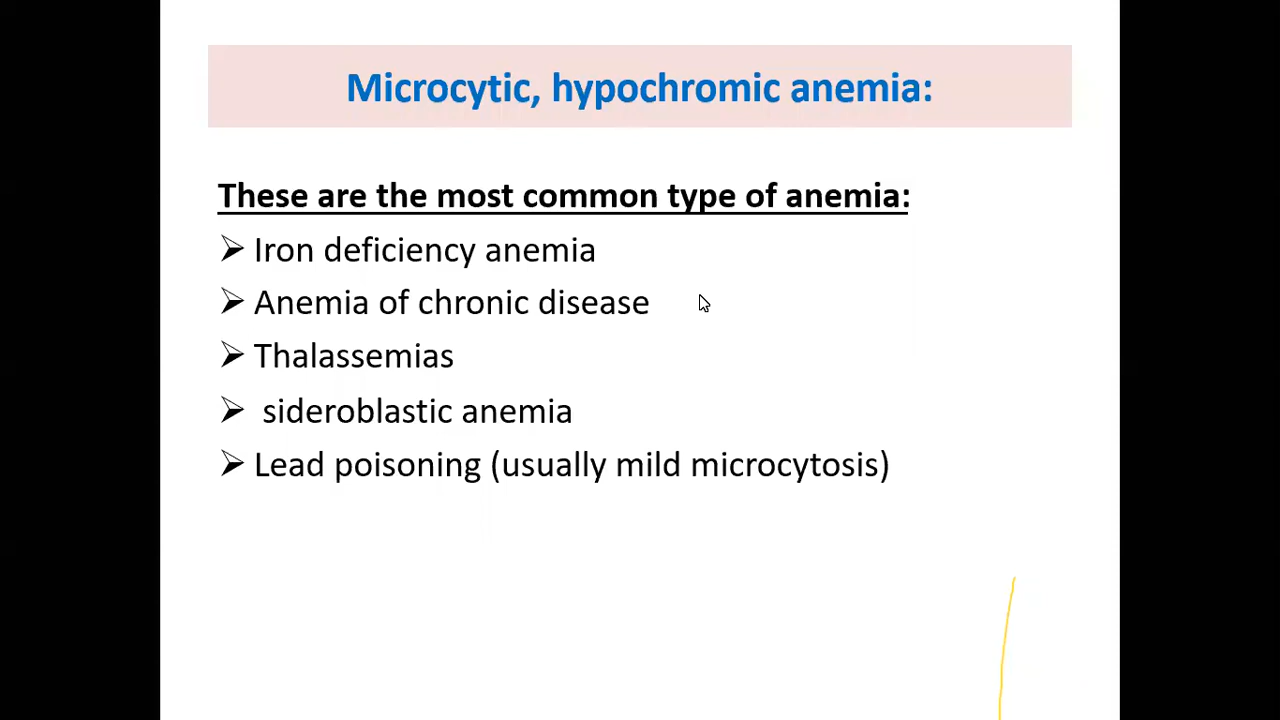 Microcytic, hypochromic anemia:
These are the most common type of anemia:
Iron deficiency anemia
Anemia of chronic disease
Thalassemias
sideroblastic anemia
Lead poisoning (usually mild microcytosis)